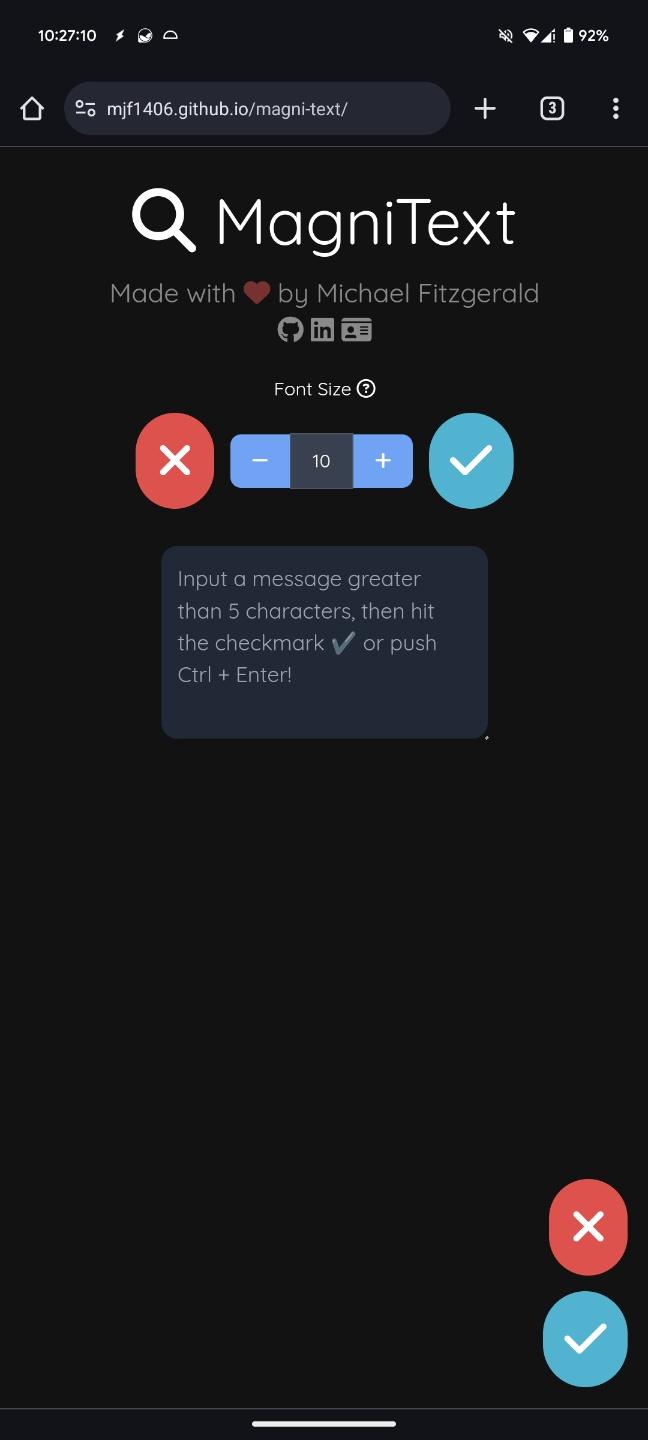 10:27:10 92%
mjf1406.github.io/magni-text/ 3
MagniText
Made with ❤ by Michael Fitzgerald
Font Size ?
− 10 +
Input a message greater
than 5 characters, then hit
the checkmark ✔ or push
Ctrl + Enter!